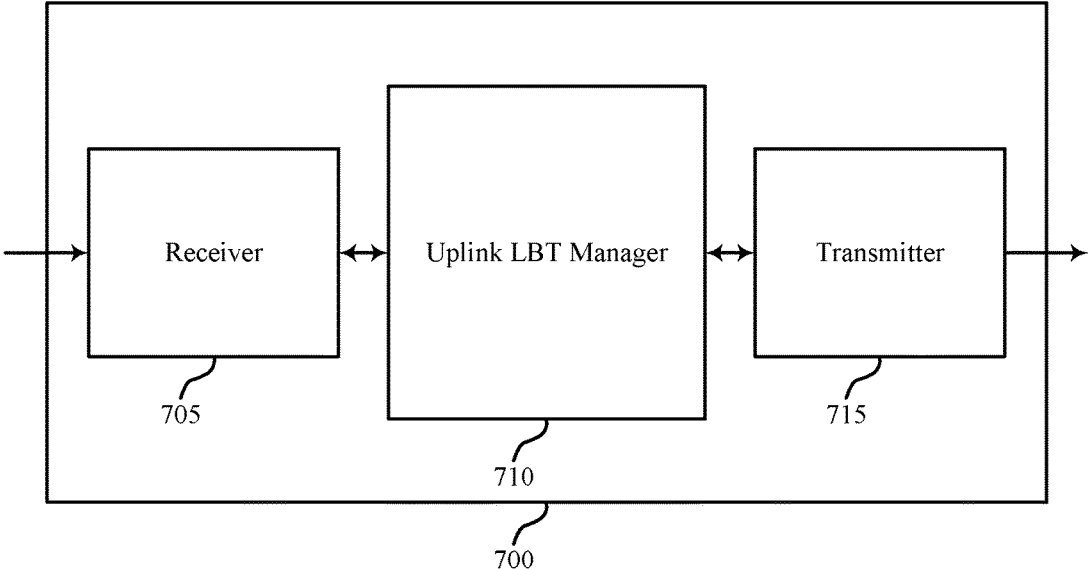 Receiver
Uplink LBT Manager
Transmitter
705
715
710
700